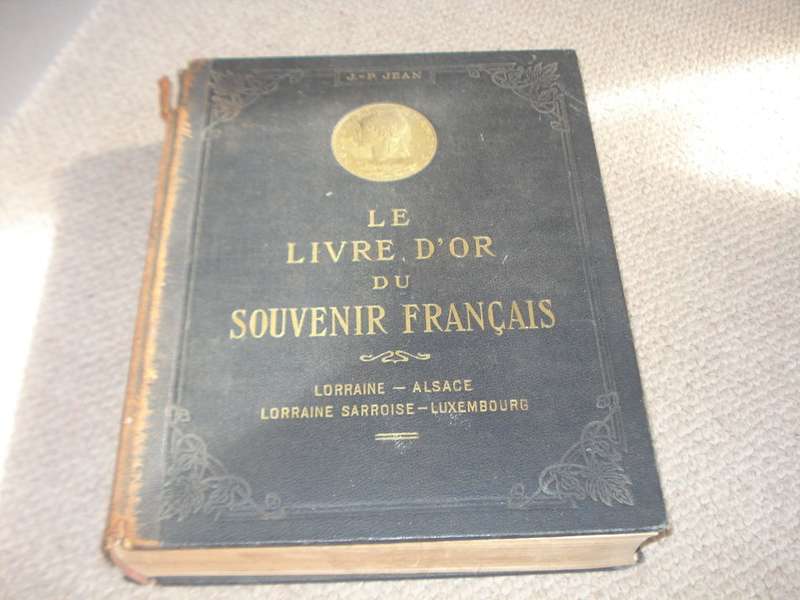 J.-P. JEAN
LE
LIVRE D'OR
DU
SOUVENIR FRANÇAIS
LORRAINE — ALSACE
LORRAINE SARROISE — LUXEMBOURG